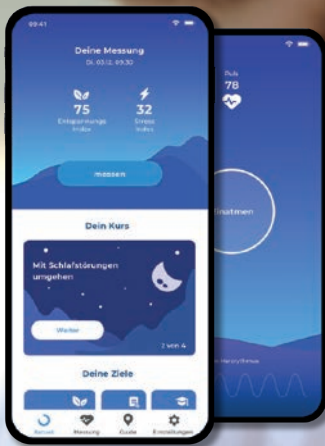 09:41
Deine Messung
Di, 03.12, 09:30
75
Entspannungs
Index
32
Stress
Index
messen
Dein Kurs
Mit Schlafstörungen
umgehen
Weiter
2 von 4
Deine Ziele
Messung
Guide
Einstellungen
Puls
78